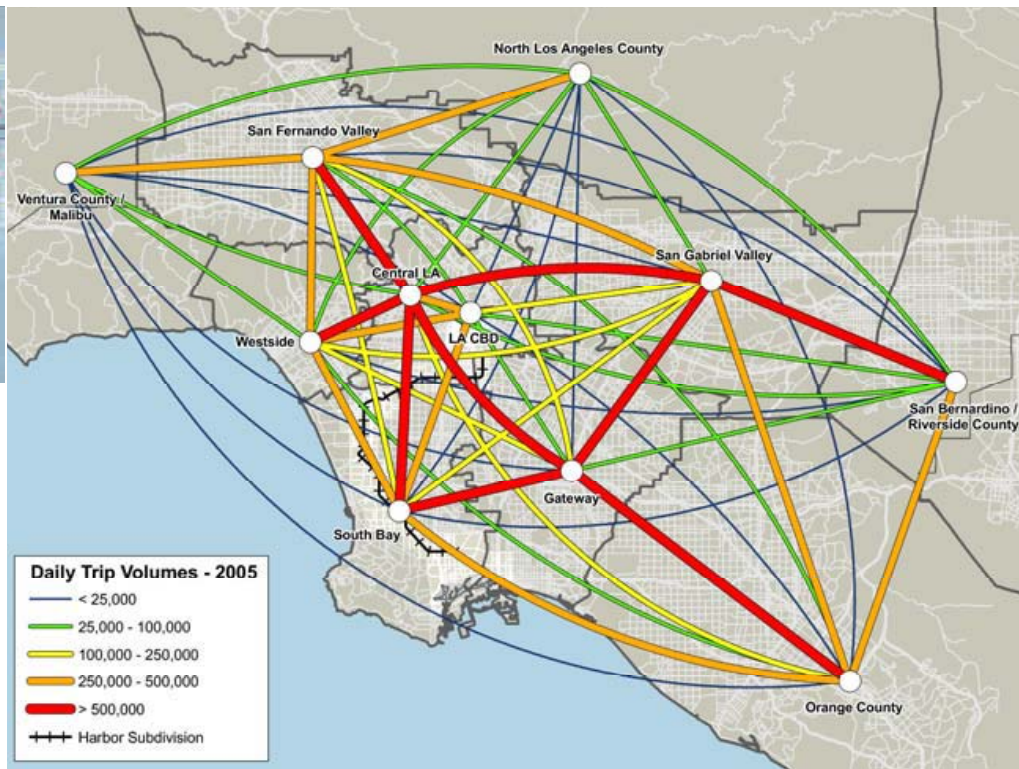 North Los Angeles County
San Fernando Valley
Ventura County /
Malibu
San Gabriel Valley
Central LA
LA CBD
Westside
San Bernardino /
Riverside County
Gateway
South Bay
Orange County
Daily Trip Volumes - 2005
< 25,000
25,000 - 100,000
100,000 - 250,000
250,000 - 500,000
> 500,000
Harbor Subdivision